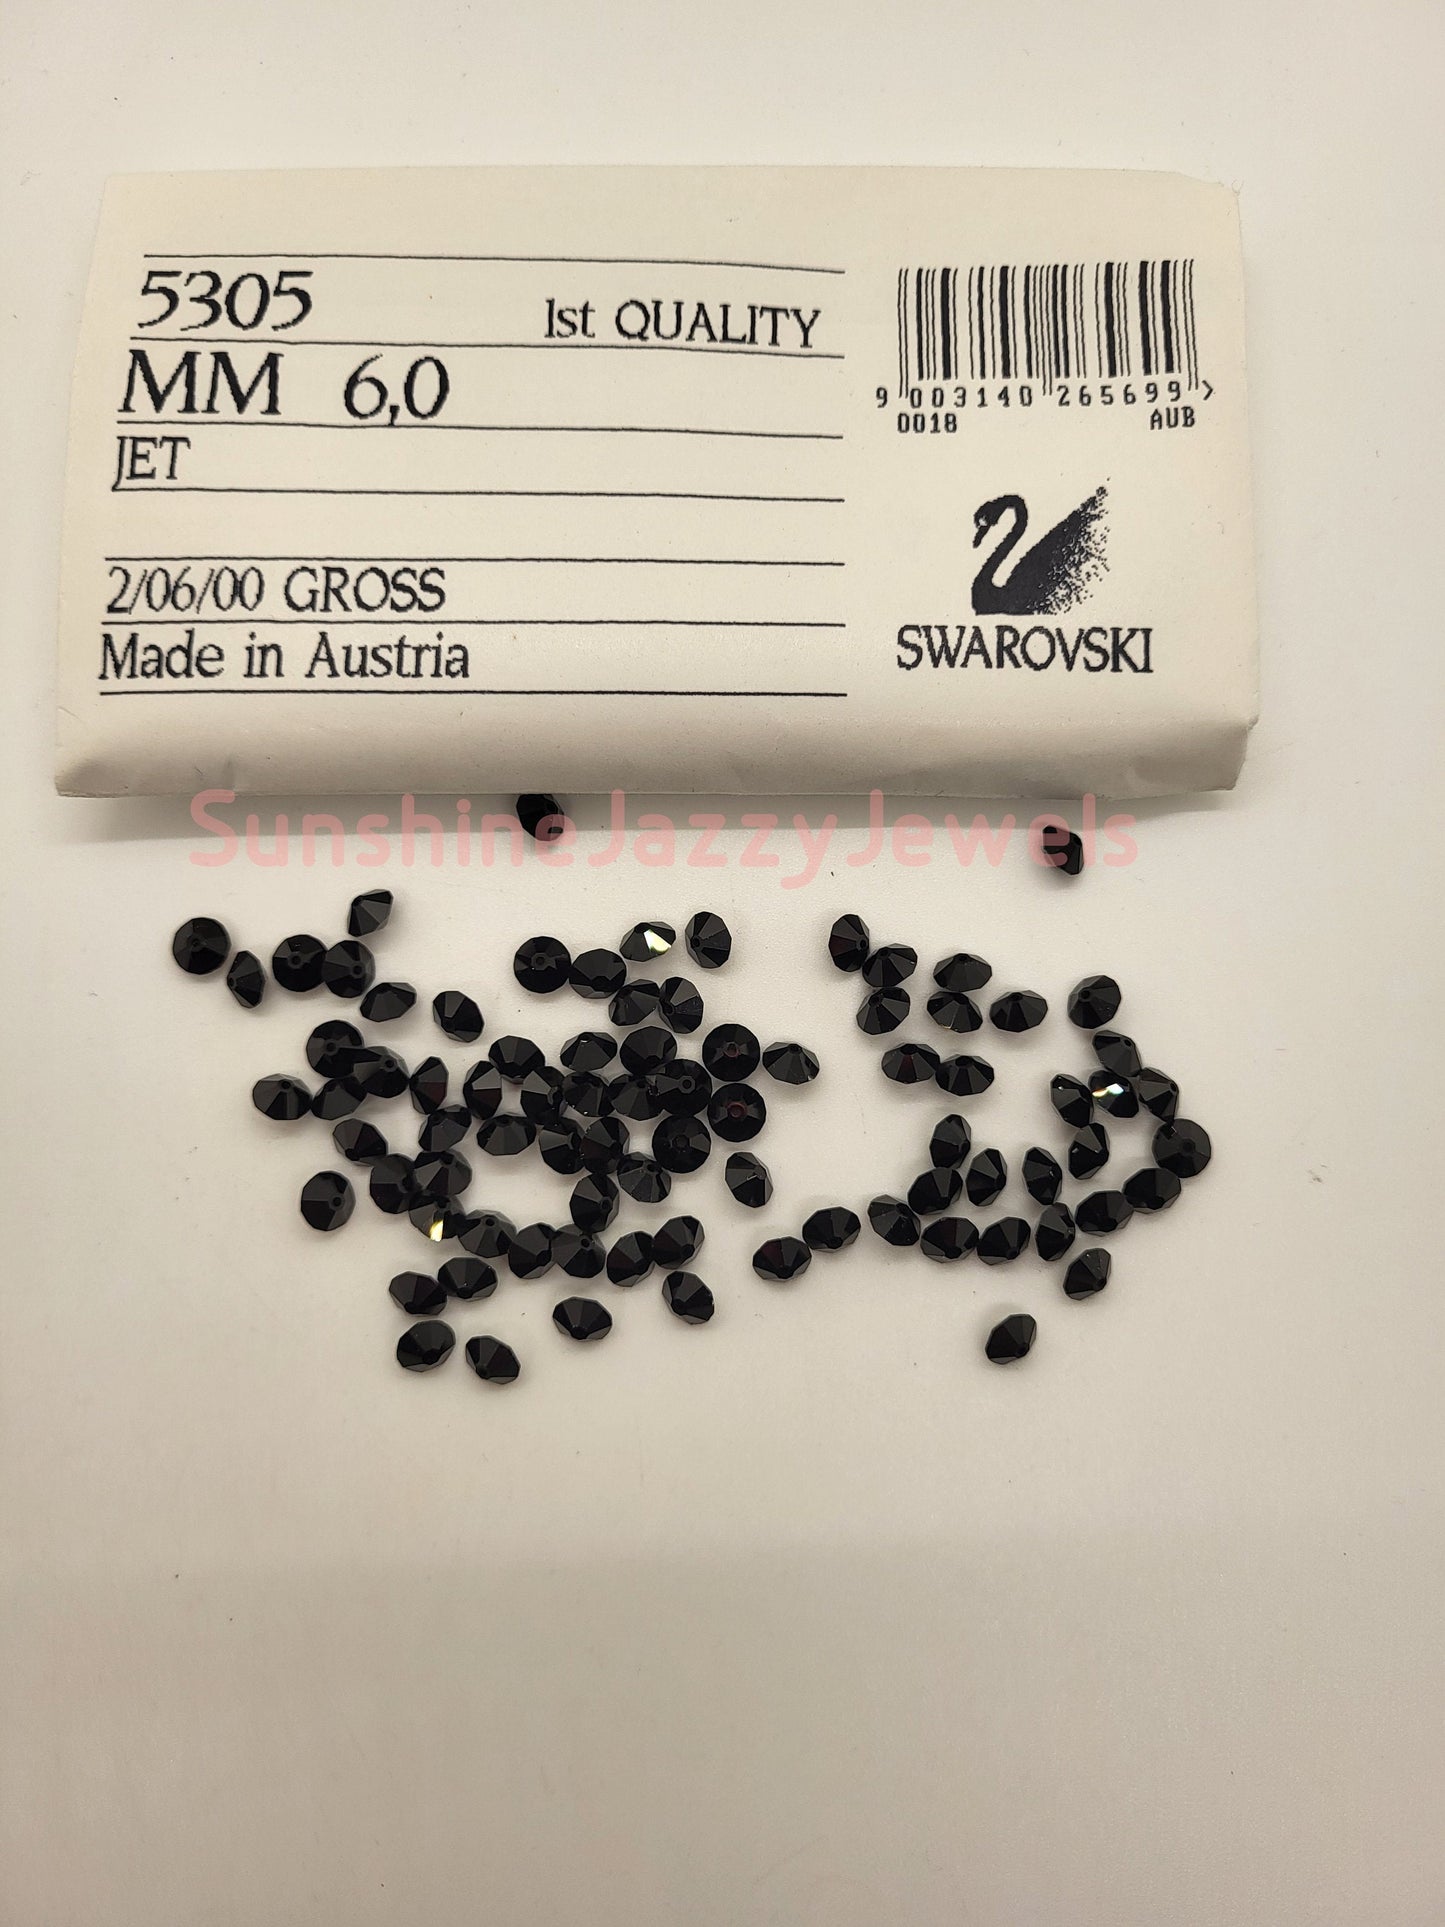 5305 1st QUALITY
MM 6,0
JET
2/06/00 GROSS
Made in Austria
9 003140 265699 >
0018 AUB
SWAROVSKI
SunshineJazzyJewels